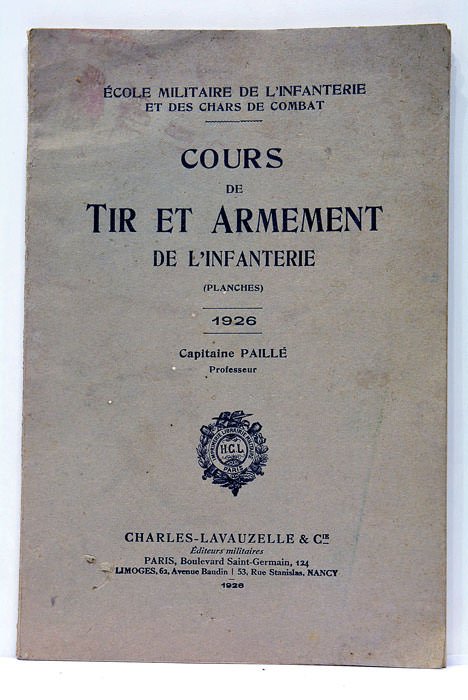 ÉCOLE MILITAIRE DE L'INFANTERIE
ET DES CHARS DE COMBAT
COURS
DE
TIR ET ARMEMENT
DE L'INFANTERIE
(PLANCHES)
1926
Capitaine PAILLÉ
Professeur
H.C.L.
PARIS
CHARLES-LAVAUZELLE & CIE
Éditeurs militaires
PARIS, Boulevard Saint-Germain, 124
LIMOGES, 62, Avenue Baudin | 53, Rue Stanislas, NANCY
1926